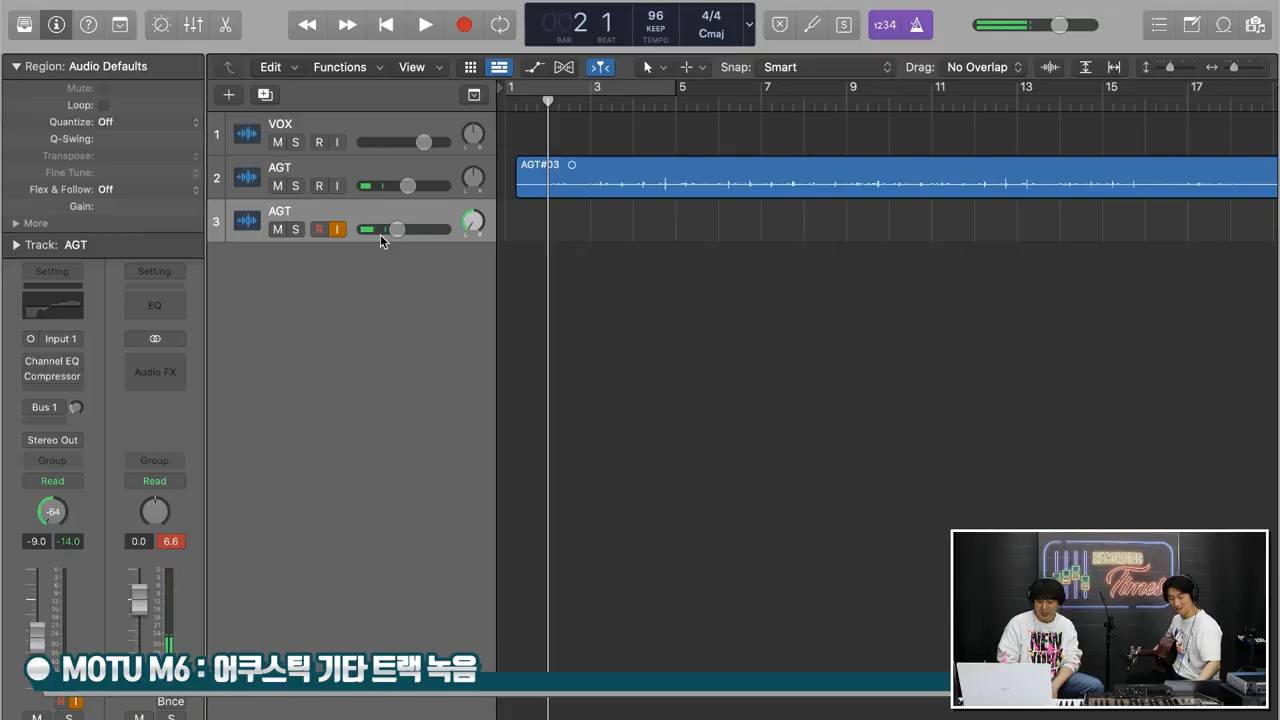 2 1
BAR BEAT
96
KEEP
TEMPO
4/4
Cmaj
S
1234
Region: Audio Defaults
Mute:
Loop:
Quantize: Off
Q-Swing:
Transpose:
Fine Tune:
Flex & Follow: Off
Gain:
More
Track: AGT
Edit
Functions
View
Snap: Smart
Drag: No Overlap
1 3 5 7 9 11 13 15 17
1
VOX
M S R I
L R
2
AGT
M S R I
L R
AGT#03
3
AGT
M S R I
L R
Setting Setting
EQ
Input 1
Channel EQ
Compressor
Audio FX
Bus 1
Stereo Out
Group Group
Read Read
-64
-9.0 -14.0 0.0 6.6
R I
Bnce
M S M S
RECORDING
Times
NEW
YORK
MOTU M6 : 어쿠스틱 기타 트랙 녹음